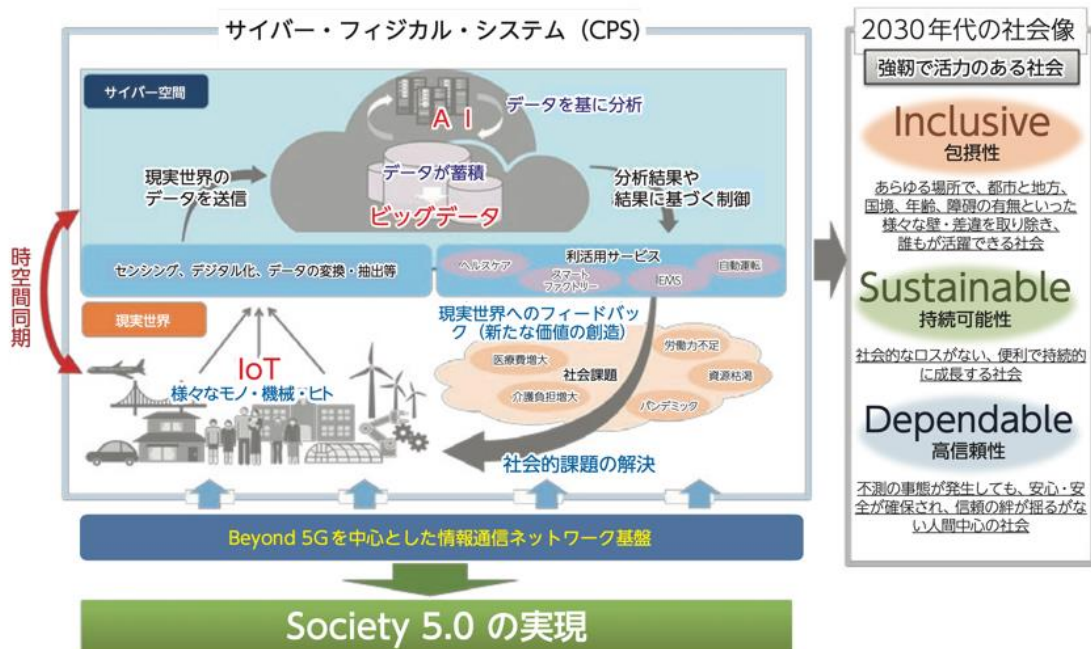 サイバー・フィジカル・システム（CPS）
サイバー空間
AI
データを基に分析
データが蓄積
ビッグデータ
現実世界の
データを送信
分析結果や
結果に基づく制御
時空間同期
センシング、デジタル化、データの変換・抽出等
利活用サービス
ヘルスケア
スマート
ファクトリー
EMS
自動運転
現実世界
IoT
様々なモノ・機械・ヒト
現実世界へのフィードバッ
ク（新たな価値の創造）
医療費増大
労働力不足
社会課題
資源枯渇
介護負担増大
パンデミック
社会的課題の解決
Beyond 5Gを中心とした情報通信ネットワーク基盤
Society 5.0 の実現
2030年代の社会像
強靭で活力のある社会
Inclusive
包摂性
あらゆる場所で、都市と地方、
国境、年齢、障碍の有無といった
様々な壁・差違を取り除き、
誰もが活躍できる社会
Sustainable
持続可能性
社会的なロスがない、便利で持続的
に成長する社会
Dependable
高信頼性
不測の事態が発生しても、安心・安
全が確保され、信頼の絆が揺るがな
い人間中心の社会